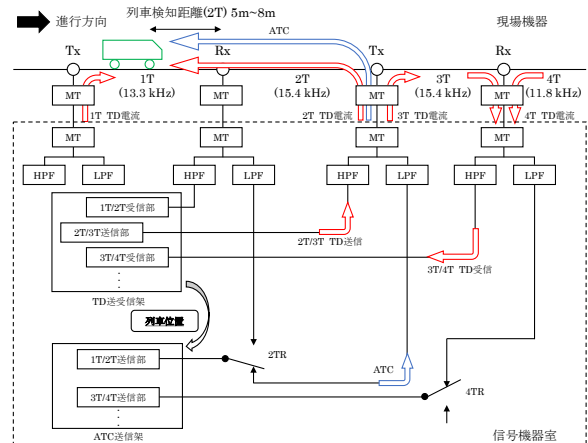 進行方向
列車検知距離(2T) 5m~8m
現場機器
ATC
Tx
Rx
Tx
Rx
1T
(13.3 kHz)
2T
(15.4 kHz)
3T
(15.4 kHz)
4T
(11.8 kHz)
MT
MT
MT
MT
1T TD電流
2T TD電流
3T TD電流
4T TD電流
MT
MT
MT
MT
HPF
LPF
HPF
LPF
HPF
LPF
HPF
LPF
1T/2T受信部
2T/3T送信部
3T/4T受信部
TD送受信架
2T/3T TD送信
3T/4T TD受信
列車位置
1T/2T送信部
3T/4T送信部
ATC送信架
2TR
ATC
4TR
信号機器室